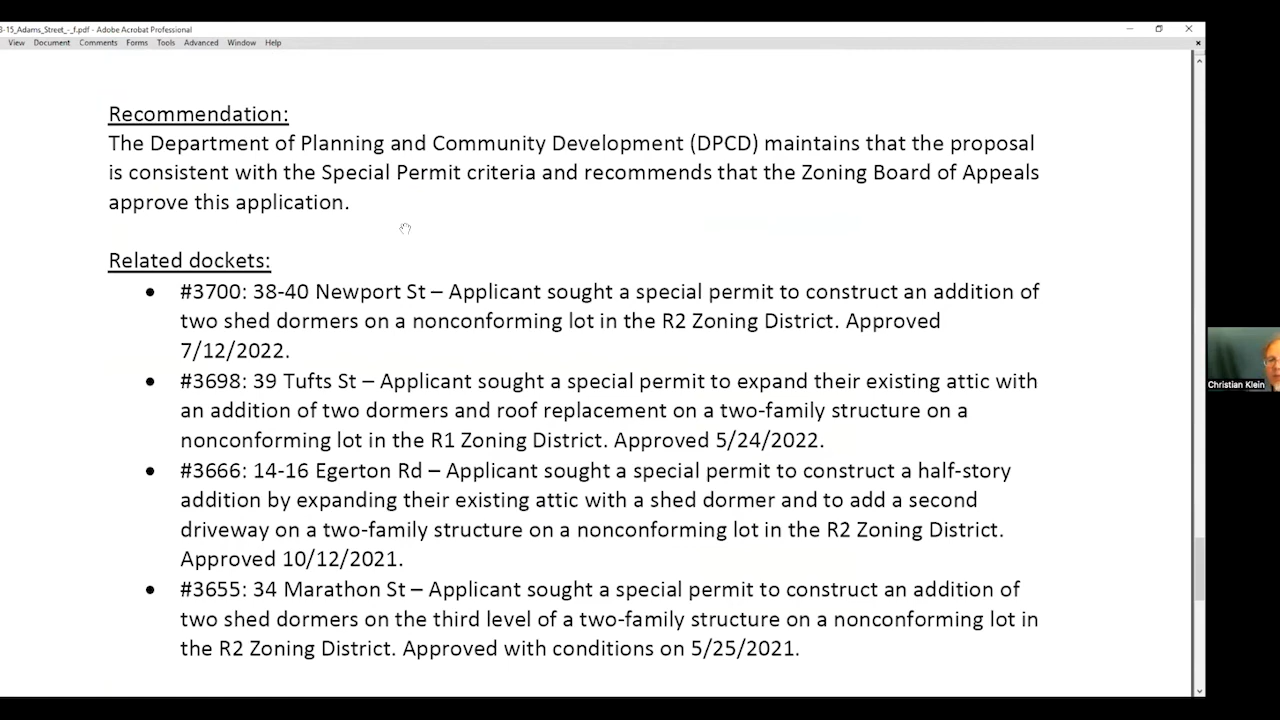 3-15_Adams_Street_-_f.pdf - Adobe Acrobat Professional
View Document Comments Forms Tools Advanced Window Help
Recommendation:
The Department of Planning and Community Development (DPCD) maintains that the proposal
is consistent with the Special Permit criteria and recommends that the Zoning Board of Appeals
approve this application.
Related dockets:
• #3700: 38-40 Newport St – Applicant sought a special permit to construct an addition of
two shed dormers on a nonconforming lot in the R2 Zoning District. Approved
7/12/2022.
• #3698: 39 Tufts St – Applicant sought a special permit to expand their existing attic with
an addition of two dormers and roof replacement on a two-family structure on a
nonconforming lot in the R1 Zoning District. Approved 5/24/2022.
• #3666: 14-16 Egerton Rd – Applicant sought a special permit to construct a half-story
addition by expanding their existing attic with a shed dormer and to add a second
driveway on a two-family structure on a nonconforming lot in the R2 Zoning District.
Approved 10/12/2021.
• #3655: 34 Marathon St – Applicant sought a special permit to construct an addition of
two shed dormers on the third level of a two-family structure on a nonconforming lot in
the R2 Zoning District. Approved with conditions on 5/25/2021.
Christian Klein